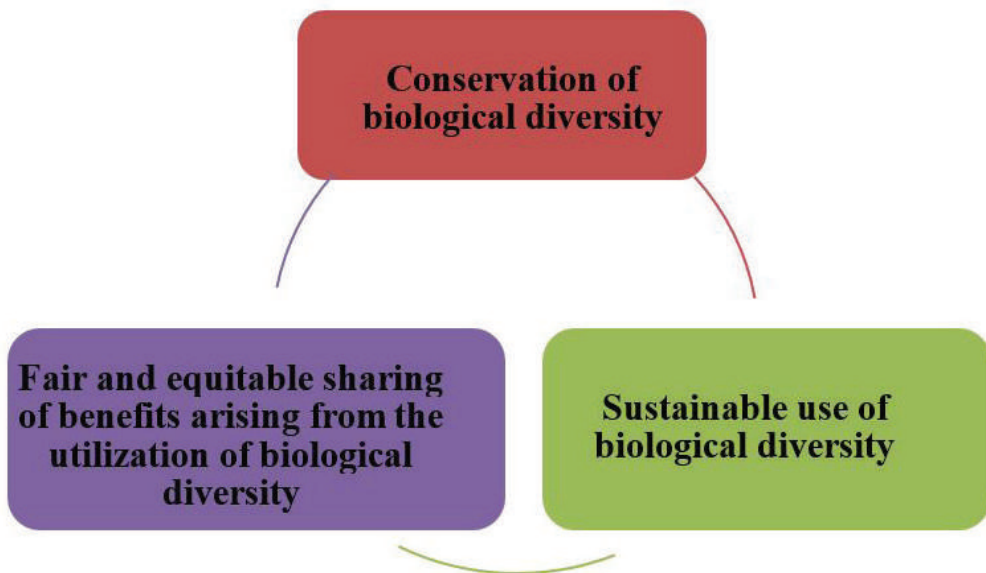 Conservation of
biological diversity
Fair and equitable sharing
of benefits arising from the
utilization of biological
diversity
Sustainable use of
biological diversity